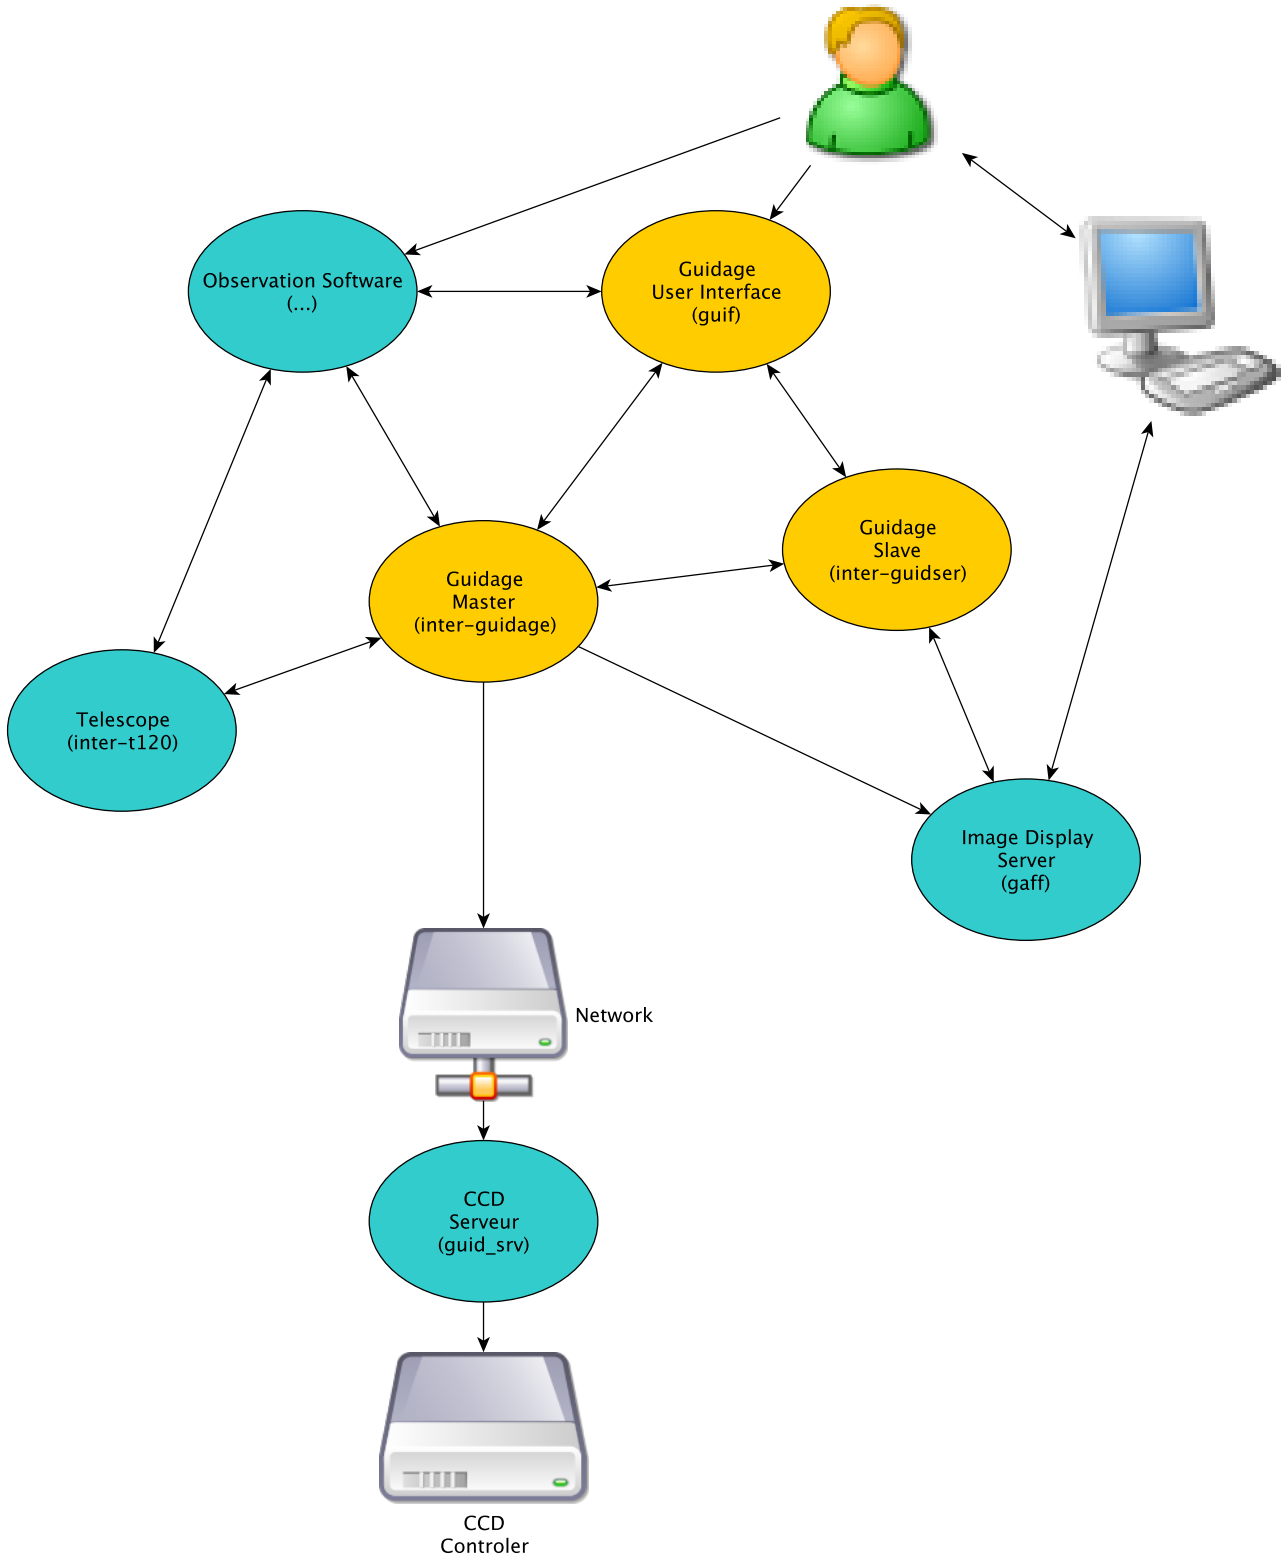 Observation Software
(...)
Guidage
User Interface
(guif)
Guidage
Slave
(inter-guidser)
Guidage
Master
(inter-guidage)
Telescope
(inter-t120)
Image Display
Server
(gaff)
Network
CCD
Serveur
(guid_srv)
CCD
Controler